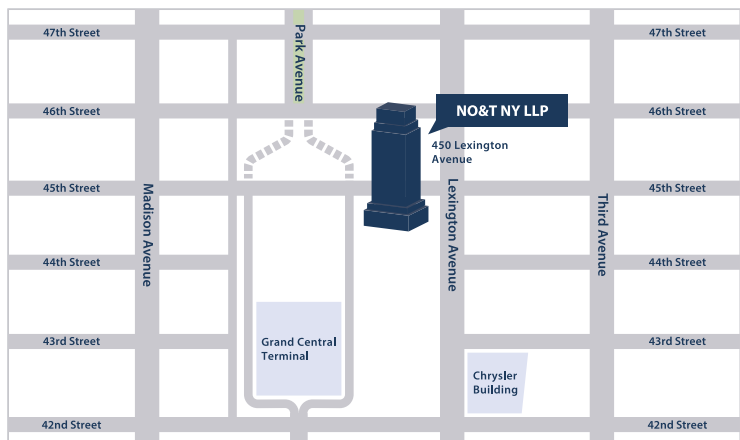 47th Street
Park Avenue
47th Street
46th Street
NO&T NY LLP
46th Street
450 Lexington
Avenue
45th Street
45th Street
Madison Avenue
Lexington Avenue
Third Avenue
44th Street
44th Street
43rd Street
Grand Central
Terminal
43rd Street
Chrysler
Building
42nd Street
42nd Street